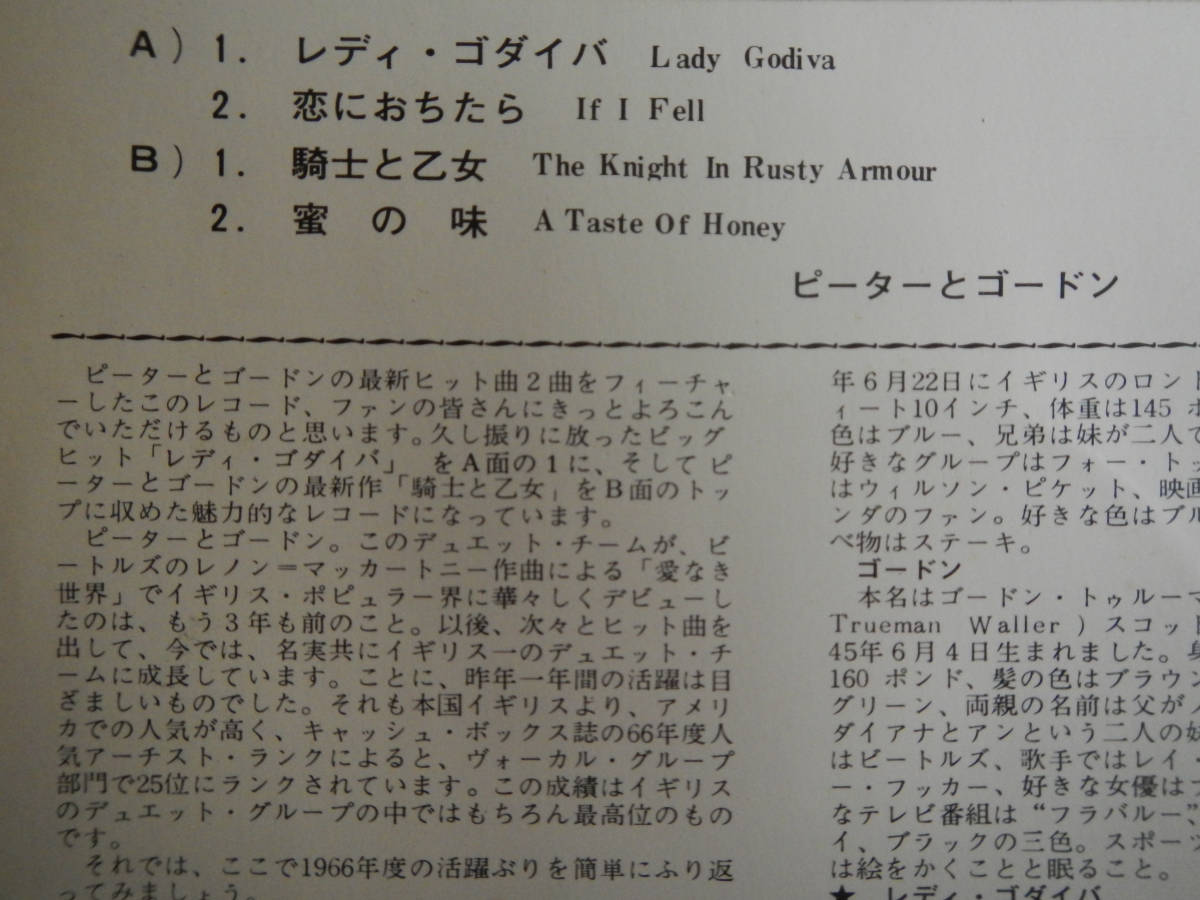 A) 1. レディ・ゴダイバ Lady Godiva
2. 恋におちたら If I Fell
B) 1. 騎士と乙女 The Knight In Rusty Armour
2. 蜜の味 A Taste Of Honey
ピーターとゴードン
ピーターとゴードンの最新ヒット曲2曲をフィーチャ
ーしたこのレコード、ファンの皆さんにきっとよろこん
でいただけるものと思います。久し振りに放ったビッグ
ヒット「レディ・ゴダイバ」 をA面の1に、そしてピ
ーターとゴードンの最新作「騎士と乙女」をB面のトッ
プに収めた魅力的なレコードになっています。
ピーターとゴードン。このデュエット・チームが、ビ
ートルズのレノン＝マッカートニー作曲による「愛なき
世界」でイギリス・ポピュラー界に華々しくデビューし
たのは、もう3年も前のこと。以後、次々とヒット曲を
出して、今では、名実共にイギリス一のデュエット・チ
ームに成長しています。ことに、昨年一年間の活躍は目
ざましいものでした。それも本国イギリスより、アメリ
カでの人気が高く、キャッシュ・ボックス誌の66年度人
気アーチスト・ランクによると、ヴォーカル・グループ
部門で25位にランクされています。この成績はイギリス
のデュエット・グループの中ではもちろん最高位のもの
です。
それでは、ここで1966年度の活躍ぶりを簡単にふり返
ってみましょう。
年6月22日にイギリスのロンド
ィート10インチ、体重は145 ポ
色はブルー、兄弟は妹が二人で
好きなグループはフォー・トッ
はウィルソン・ピケット、映画
ンダのファン。好きな色はブル
べ物はステーキ。
ゴードン
本名はゴードン・トゥルーマ
Trueman Waller）スコット
45年6月4日生まれました。身
160 ポンド、髪の色はブラウン
グリーン、両親の名前は父が
ダイアナとアンという二人の妹
はビートルズ、歌手ではレイ・
ー・フッカー、好きな女優は
なテレビ番組は“フラバルー”
イ、ブラックの三色。スポーツ
は絵をかくことと眠ること。
★ レディ・ゴダイバ